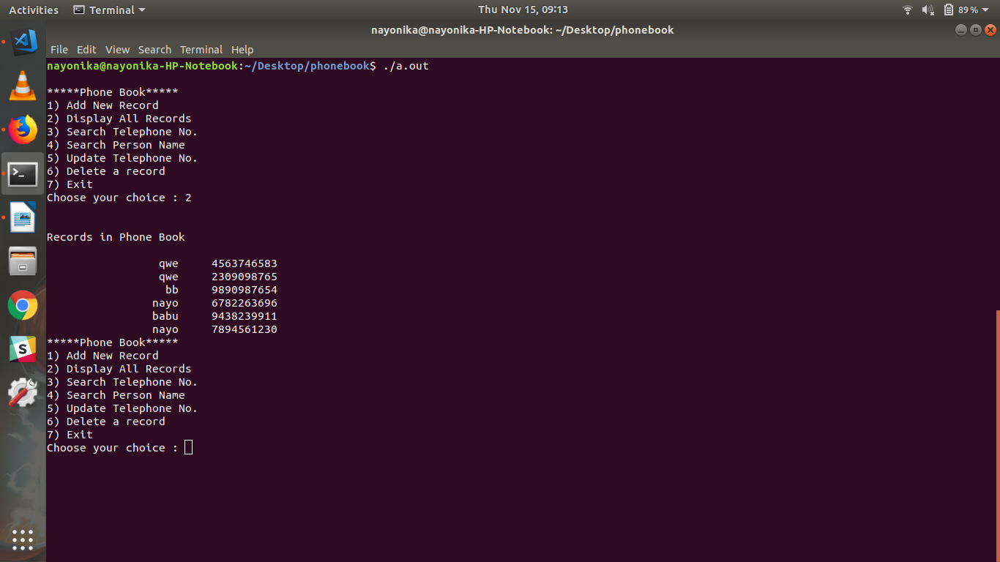 Activities Terminal Thu Nov 15, 09:13 89%
nayonika@nayonika-HP-Notebook: ~/Desktop/phonebook
File Edit View Search Terminal Help
nayonika@nayonika-HP-Notebook:~/Desktop/phonebook$ ./a.out
*****Phone Book*****
1) Add New Record
2) Display All Records
3) Search Telephone No.
4) Search Person Name
5) Update Telephone No.
6) Delete a record
7) Exit
Choose your choice : 2
Records in Phone Book
qwe 4563746583
qwe 2309098765
bb 9890987654
nayo 6782263696
babu 9438239911
nayo 7894561230
*****Phone Book*****
1) Add New Record
2) Display All Records
3) Search Telephone No.
4) Search Person Name
5) Update Telephone No.
6) Delete a record
7) Exit
Choose your choice :
S